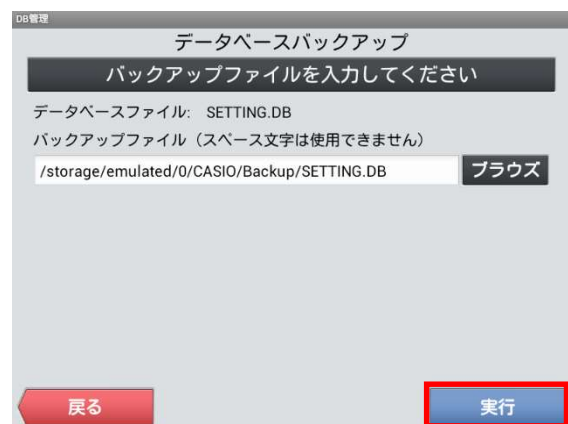 DB管理
データベースバックアップ
バックアップファイルを入力してください
データベースファイル: SETTING.DB
バックアップファイル（スペース文字は使用できません）
/storage/emulated/0/CASIO/Backup/SETTING.DB ブラウズ
戻る 実行